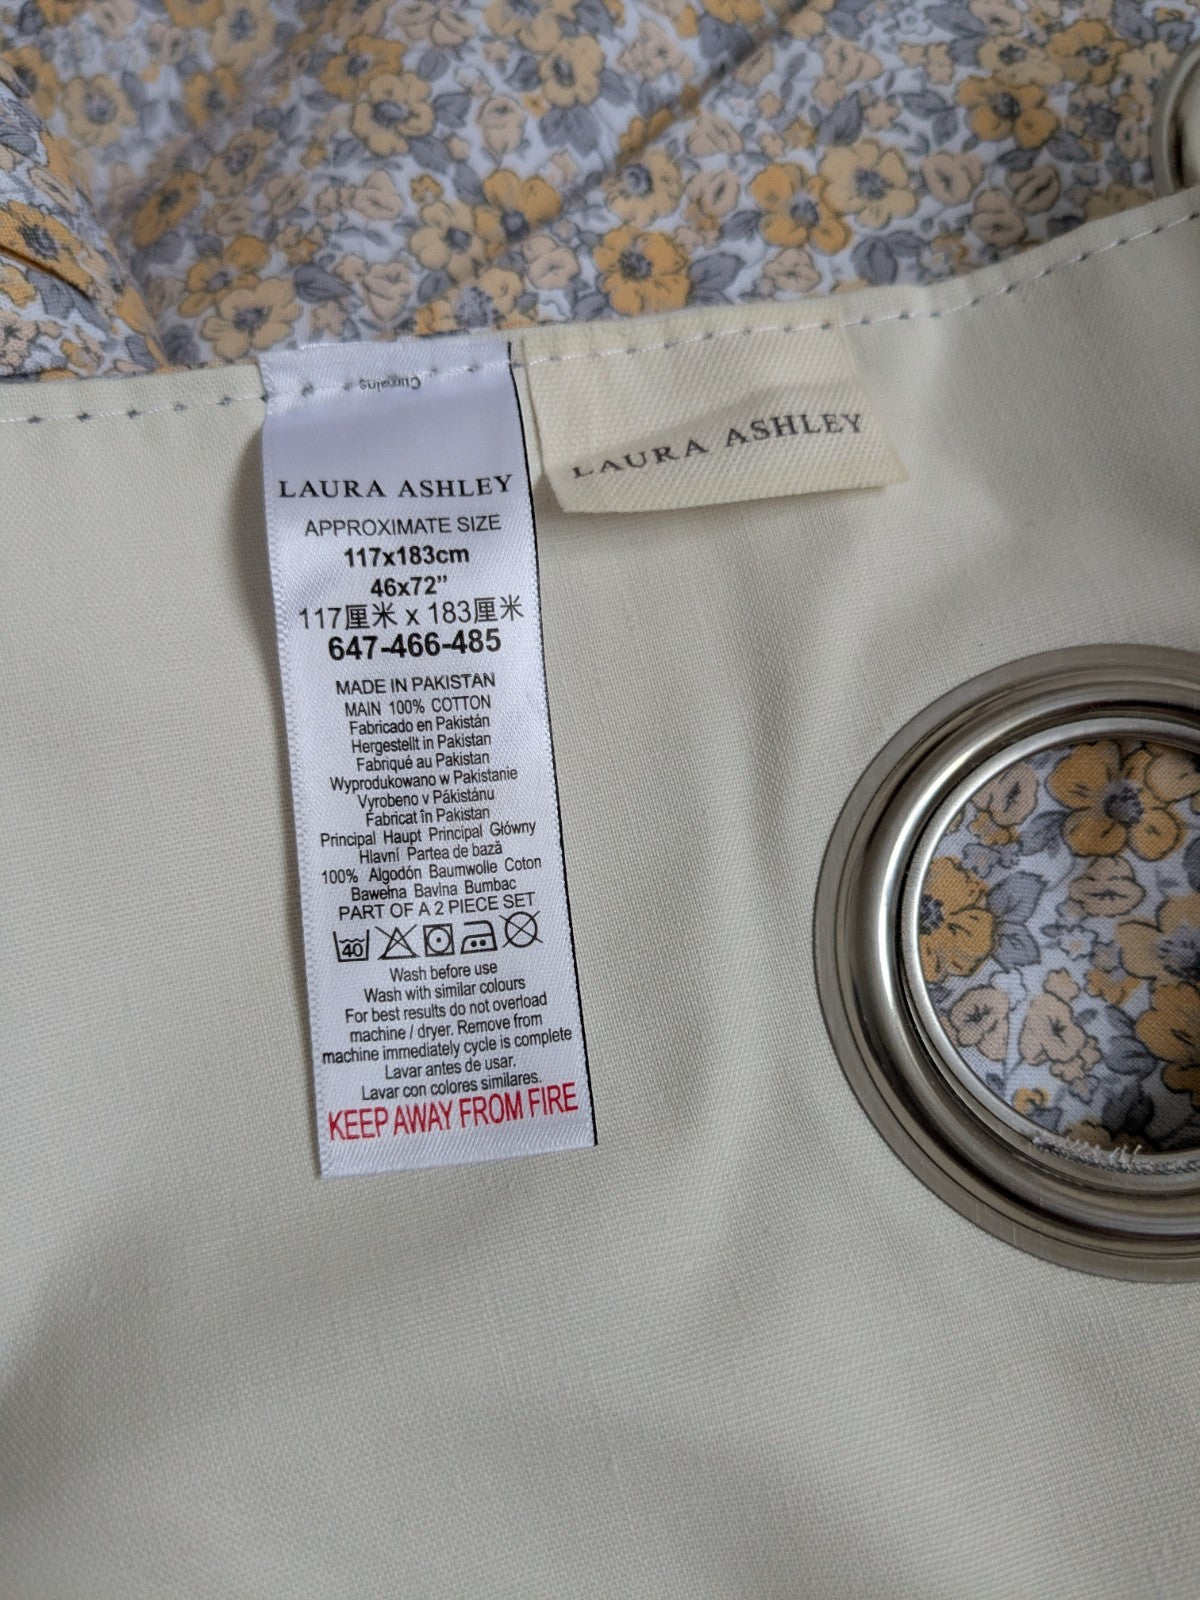 Currains
LAURA ASHLEY
APPROXIMATE SIZE
117x183cm
46x72”
117厘米 x 183厘米
647-466-485
MADE IN PAKISTAN
MAIN 100% COTTON
Fabricado en Pakistán
Hergestellt in Pakistan
Fabriqué au Pakistan
Wyprodukowano w Pakistanie
Vyrobeno v Pákistánu
Fabricat în Pakistan
Principal Haupt Principal Główny
Hlavní Partea de bază
100% Algodón Baumwolle Coton
Bawełna Bavlna Bumbac
PART OF A 2 PIECE SET
40
Wash before use
Wash with similar colours
For best results do not overload
machine / dryer. Remove from
machine immediately cycle is complete
Lavar antes de usar.
Lavar con colores similares.
KEEP AWAY FROM FIRE
LAURA ASHLEY